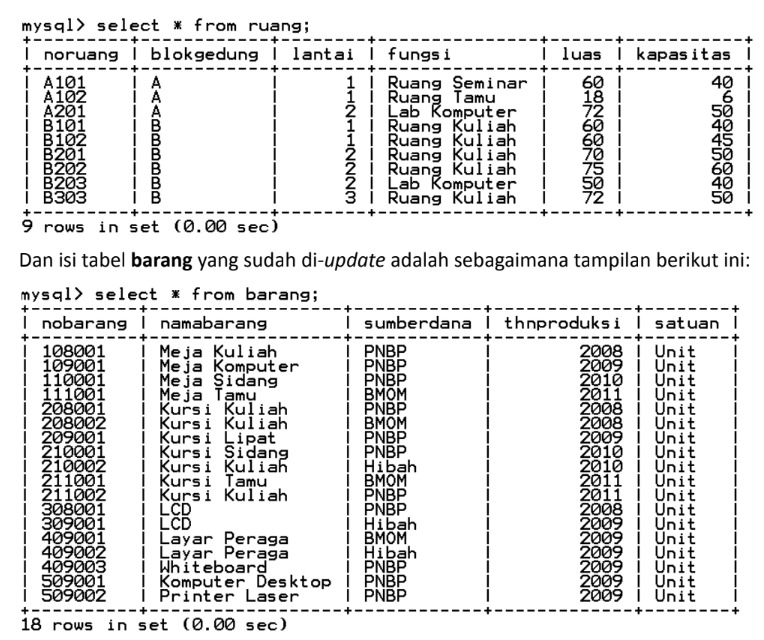 mysql> select * from ruang;
+---------+-------------+--------+---------------+------+-----------+
| noruang | blokgedung | lantai | fungsi | luas | kapasitas |
+---------+-------------+--------+---------------+------+-----------+
| A101 | A | 1 | Ruang Seminar | 60 | 40 |
| A102 | A | 1 | Ruang Tamu | 18 | 6 |
| A201 | A | 2 | Lab Komputer | 72 | 50 |
| B101 | B | 1 | Ruang Kuliah | 60 | 40 |
| B102 | B | 1 | Ruang Kuliah | 60 | 45 |
| B201 | B | 2 | Ruang Kuliah | 70 | 50 |
| B202 | B | 2 | Ruang Kuliah | 75 | 60 |
| B203 | B | 2 | Lab Komputer | 50 | 40 |
| B303 | B | 3 | Ruang Kuliah | 72 | 50 |
+---------+-------------+--------+---------------+------+-----------+
9 rows in set (0.00 sec)
Dan isi tabel barang yang sudah di-update adalah sebagaimana tampilan berikut ini:
mysql> select * from barang;
+----------+------------------+------------+-------------+--------+
| nobarang | namabarang | sumberdana | thnproduksi | satuan |
+----------+------------------+------------+-------------+--------+
| 108001 | Meja Kuliah | PNBP | 2008 | Unit |
| 109001 | Meja Komputer | PNBP | 2009 | Unit |
| 110001 | Meja Sidang | PNBP | 2010 | Unit |
| 111001 | Meja Tamu | BMOM | 2011 | Unit |
| 208001 | Kursi Kuliah | PNBP | 2008 | Unit |
| 208002 | Kursi Kuliah | BMOM | 2008 | Unit |
| 209001 | Kursi Lipat | PNBP | 2009 | Unit |
| 210001 | Kursi Sidang | PNBP | 2010 | Unit |
| 210002 | Kursi Kuliah | Hibah | 2010 | Unit |
| 211001 | Kursi Tamu | BMOM | 2011 | Unit |
| 211002 | Kursi Kuliah | PNBP | 2011 | Unit |
| 308001 | LCD | PNBP | 2008 | Unit |
| 309001 | LCD | Hibah | 2009 | Unit |
| 409001 | Layar Peraga | BMOM | 2009 | Unit |
| 409002 | Layar Peraga | Hibah | 2009 | Unit |
| 409003 | Whiteboard | PNBP | 2009 | Unit |
| 509001 | Komputer Desktop | PNBP | 2009 | Unit |
| 509002 | Printer Laser | PNBP | 2009 | Unit |
+----------+------------------+------------+-------------+--------+
18 rows in set (0.00 sec)